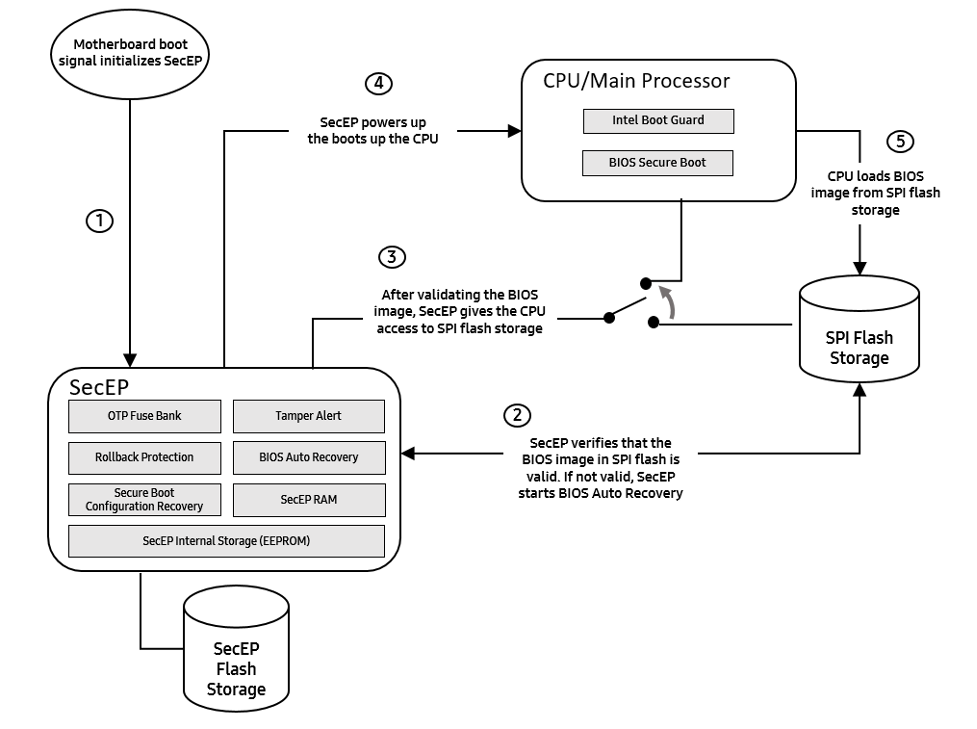 Motherboard boot
signal initializes SecEP
1
4
SecEP powers up
the boots up the CPU
CPU/Main Processor
Intel Boot Guard
BIOS Secure Boot
5
CPU loads BIOS
image from SPI flash
storage
3
After validating the BIOS
image, SecEP gives the CPU
access to SPI flash storage
SPI Flash
Storage
SecEP
OTP Fuse Bank
Tamper Alert
Rollback Protection
BIOS Auto Recovery
Secure Boot
Configuration Recovery
SecEP RAM
SecEP Internal Storage (EEPROM)
2
SecEP verifies that the
BIOS image in SPI flash is
valid. If not valid, SecEP
starts BIOS Auto Recovery
SecEP
Flash
Storage